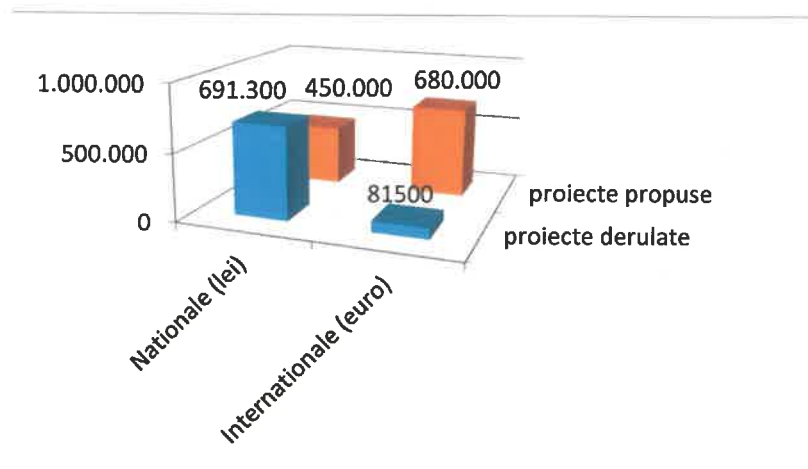 1.000.000
691.300 450.000 680.000
500.000
81500
0
proiecte propuse
proiecte derulate
Nationale (lei)
Internationale (euro)